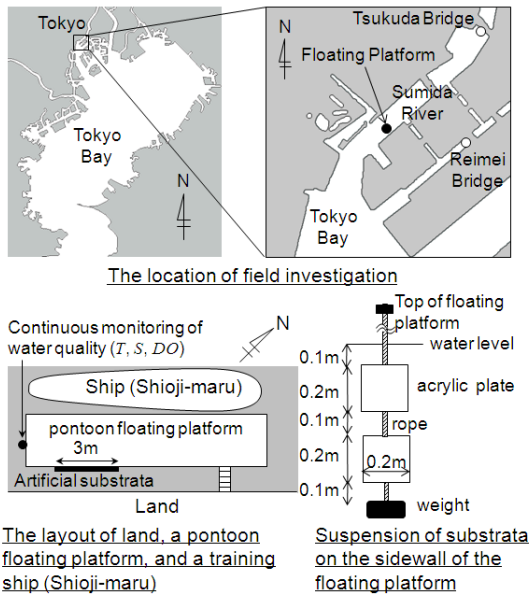 Tokyo
Tokyo
Bay
N
N
Tsukuda Bridge
Floating Platform
Sumida
River
Reimei
Bridge
Tokyo
Bay
The location of field investigation
Continuous monitoring of
water quality (T, S, DO)
N
Ship (Shioji-maru)
pontoon floating platform
3m
Artificial substrata
Land
The layout of land, a pontoon
floating platform, and a training
ship (Shioji-maru)
Top of floating
platform
water level
0.1m
0.2m
acrylic plate
0.1m
rope
0.2m
0.2m
0.1m
weight
Suspension of substrata
on the sidewall of the
floating platform